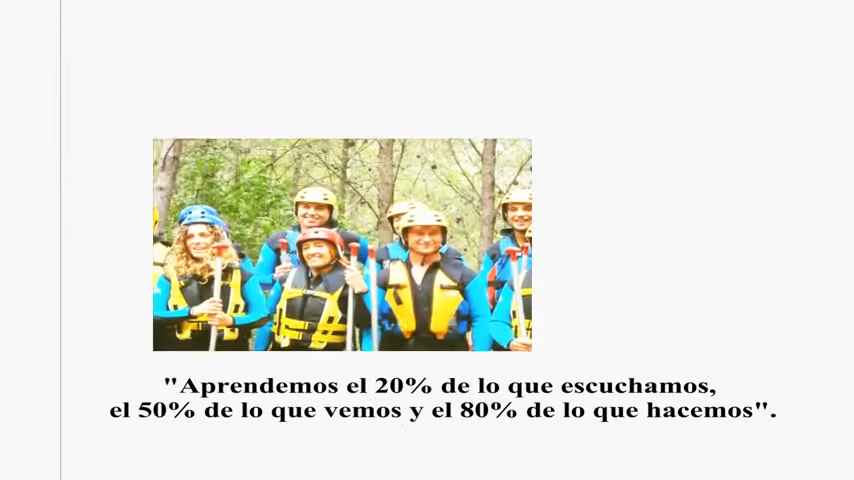 "Aprendemos el 20% de lo que escuchamos,
el 50% de lo que vemos y el 80% de lo que hacemos".